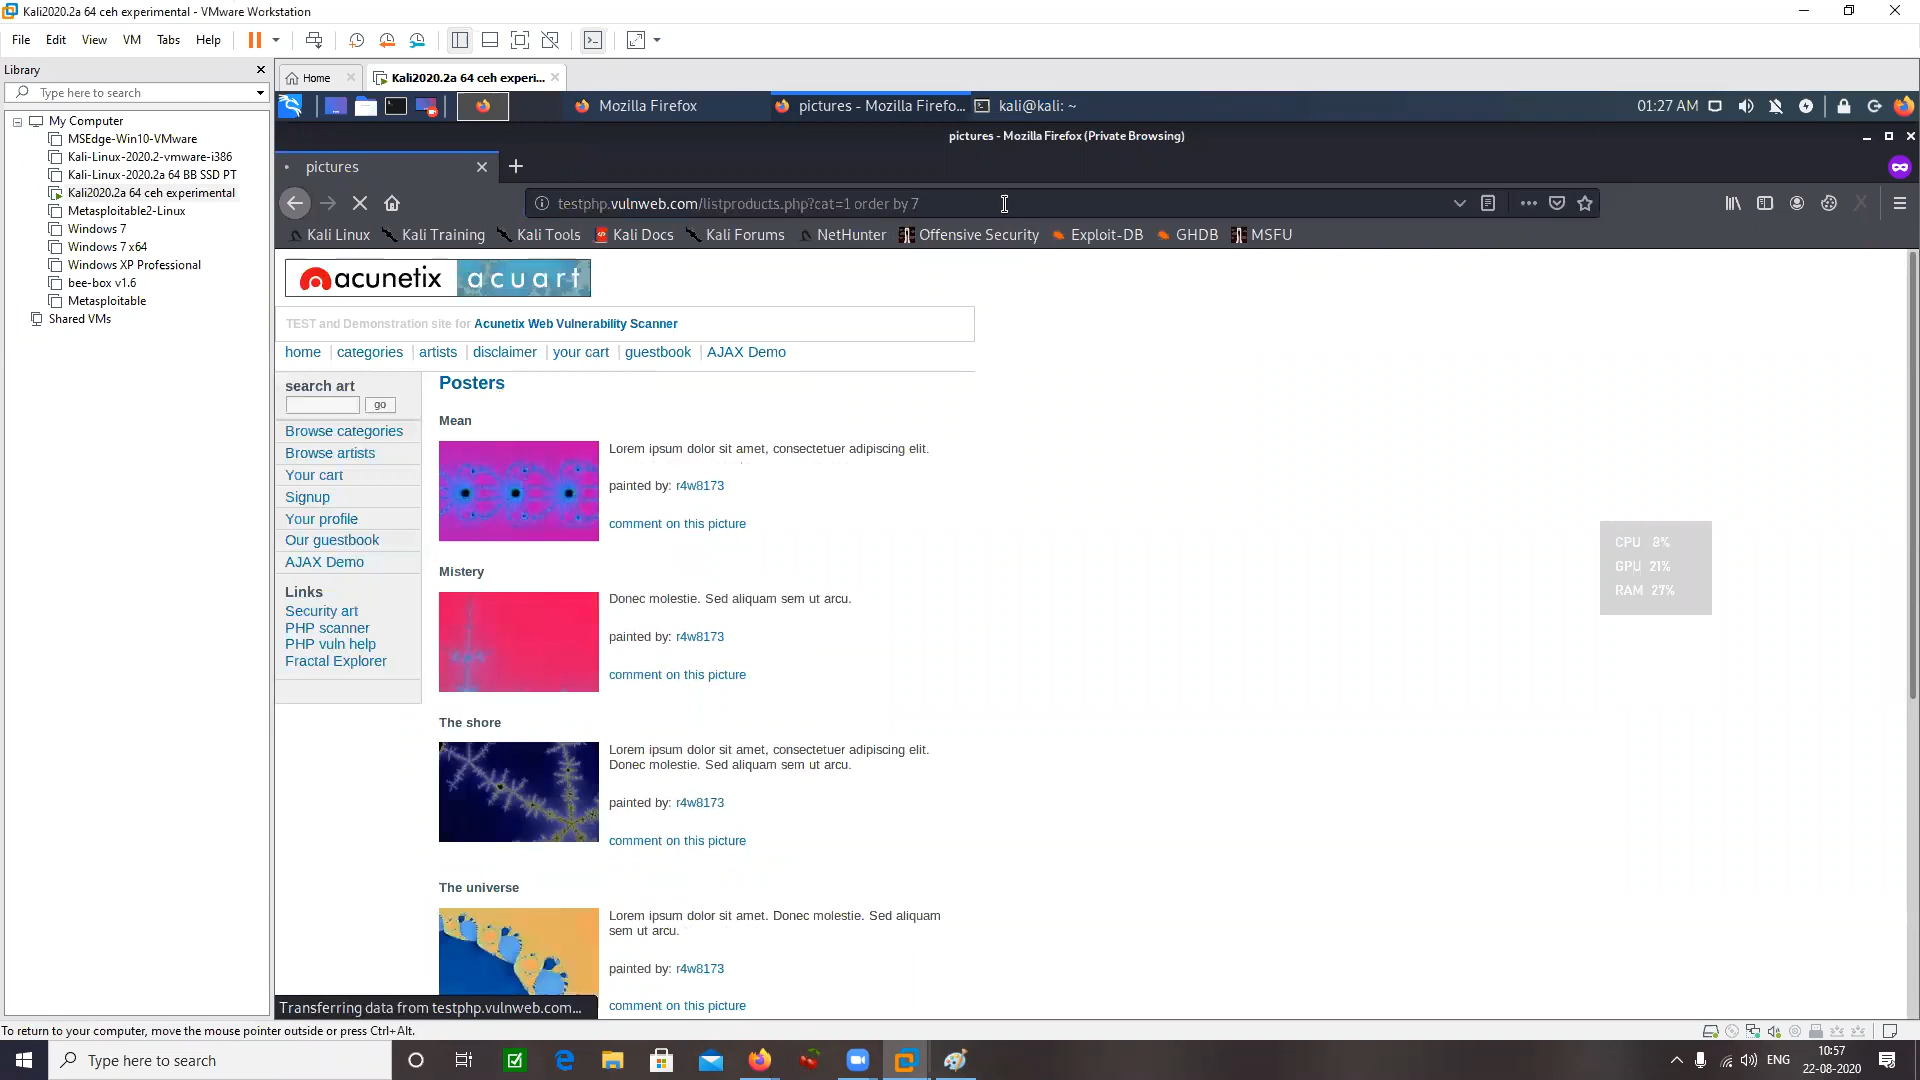 Kali2020.2a 64 ceh experimental - VMware Workstation
File Edit View VM Tabs Help
Library
Type here to search
My Computer
MSEdge-Win10-VMware
Kali-Linux-2020.2-vmware-i386
Kali-Linux-2020.2a 64 BB SSD PT
Kali2020.2a 64 ceh experimental
Metasploitable2-Linux
Windows 7
Windows 7 x64
Windows XP Professional
bee-box v1.6
Metasploitable
Shared VMs
Home
Kali2020.2a 64 ceh experi...
Mozilla Firefox
pictures - Mozilla Firefo...
kali@kali: ~
01:27 AM
pictures - Mozilla Firefox (Private Browsing)
pictures
testphp.vulnweb.com/listproducts.php?cat=1 order by 7
Kali Linux Kali Training Kali Tools Kali Docs Kali Forums NetHunter Offensive Security Exploit-DB GHDB MSFU
acunetix acuart
TEST and Demonstration site for Acunetix Web Vulnerability Scanner
home | categories | artists | disclaimer | your cart | guestbook | AJAX Demo
search art
go
Browse categories
Browse artists
Your cart
Signup
Your profile
Our guestbook
AJAX Demo
Links
Security art
PHP scanner
PHP vuln help
Fractal Explorer
Posters
Mean
Lorem ipsum dolor sit amet, consectetuer adipiscing elit.
painted by: r4w8173
comment on this picture
Mistery
Donec molestie. Sed aliquam sem ut arcu.
painted by: r4w8173
comment on this picture
The shore
Lorem ipsum dolor sit amet, consectetuer adipiscing elit.
Donec molestie. Sed aliquam sem ut arcu.
painted by: r4w8173
comment on this picture
The universe
Lorem ipsum dolor sit amet. Donec molestie. Sed aliquam
sem ut arcu.
painted by: r4w8173
comment on this picture
CPU 8%
GPU 21%
RAM 27%
Transferring data from testphp.vulnweb.com...
To return to your computer, move the mouse pointer outside or press Ctrl+Alt.
Type here to search
ENG
10:57
22-08-2020